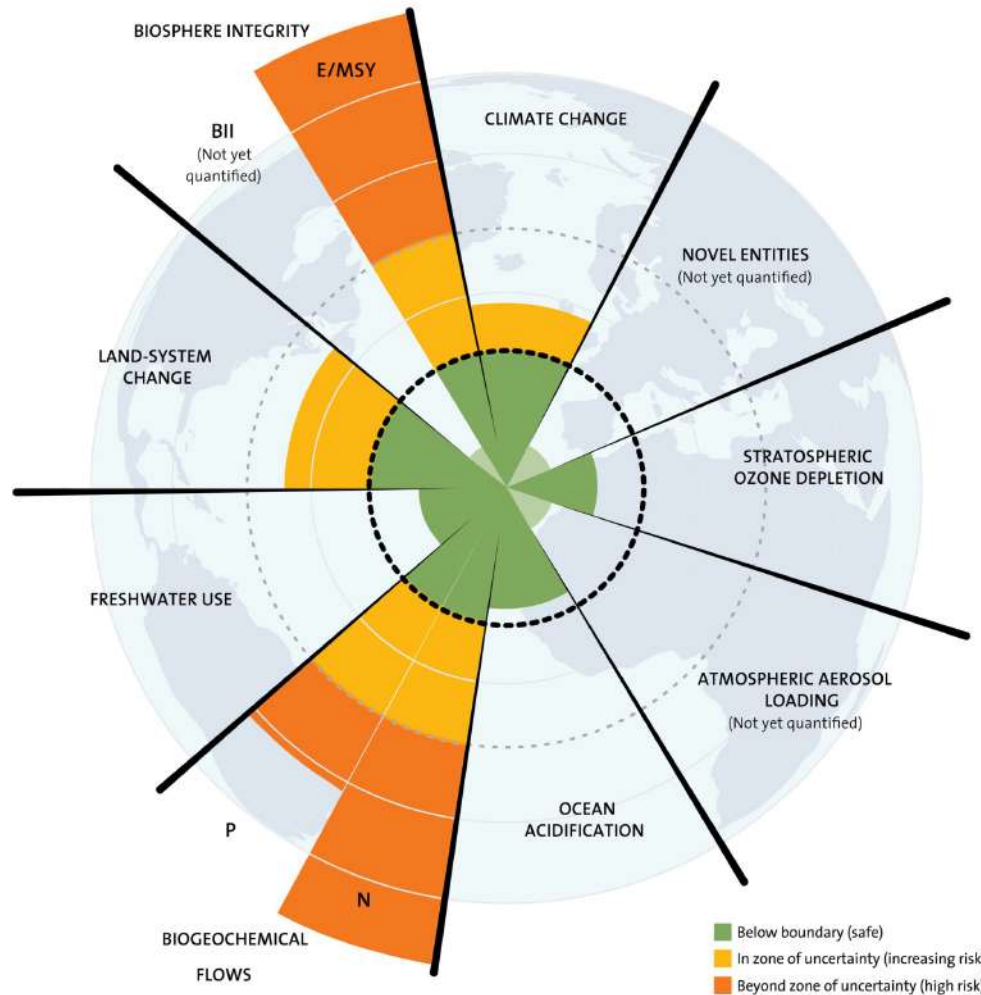 BIOSPHERE INTEGRITY
E/MSY
BII
(Not yet
quantified)
CLIMATE CHANGE
NOVEL ENTITIES
(Not yet quantified)
LAND-SYSTEM
CHANGE
STRATOSPHERIC
OZONE DEPLETION
FRESHWATER USE
ATMOSPHERIC AEROSOL
LOADING
(Not yet quantified)
OCEAN
ACIDIFICATION
P
N
BIOGEOCHEMICAL
FLOWS
Below boundary (safe)
In zone of uncertainty (increasing risk
Beyond zone of uncertainty (high risk)